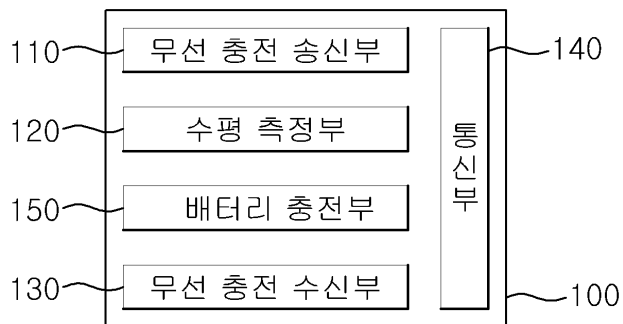 110 무선 충전 송신부 140
120 수평 측정부
통신부
150 배터리 충전부
130 무선 충전 수신부 100